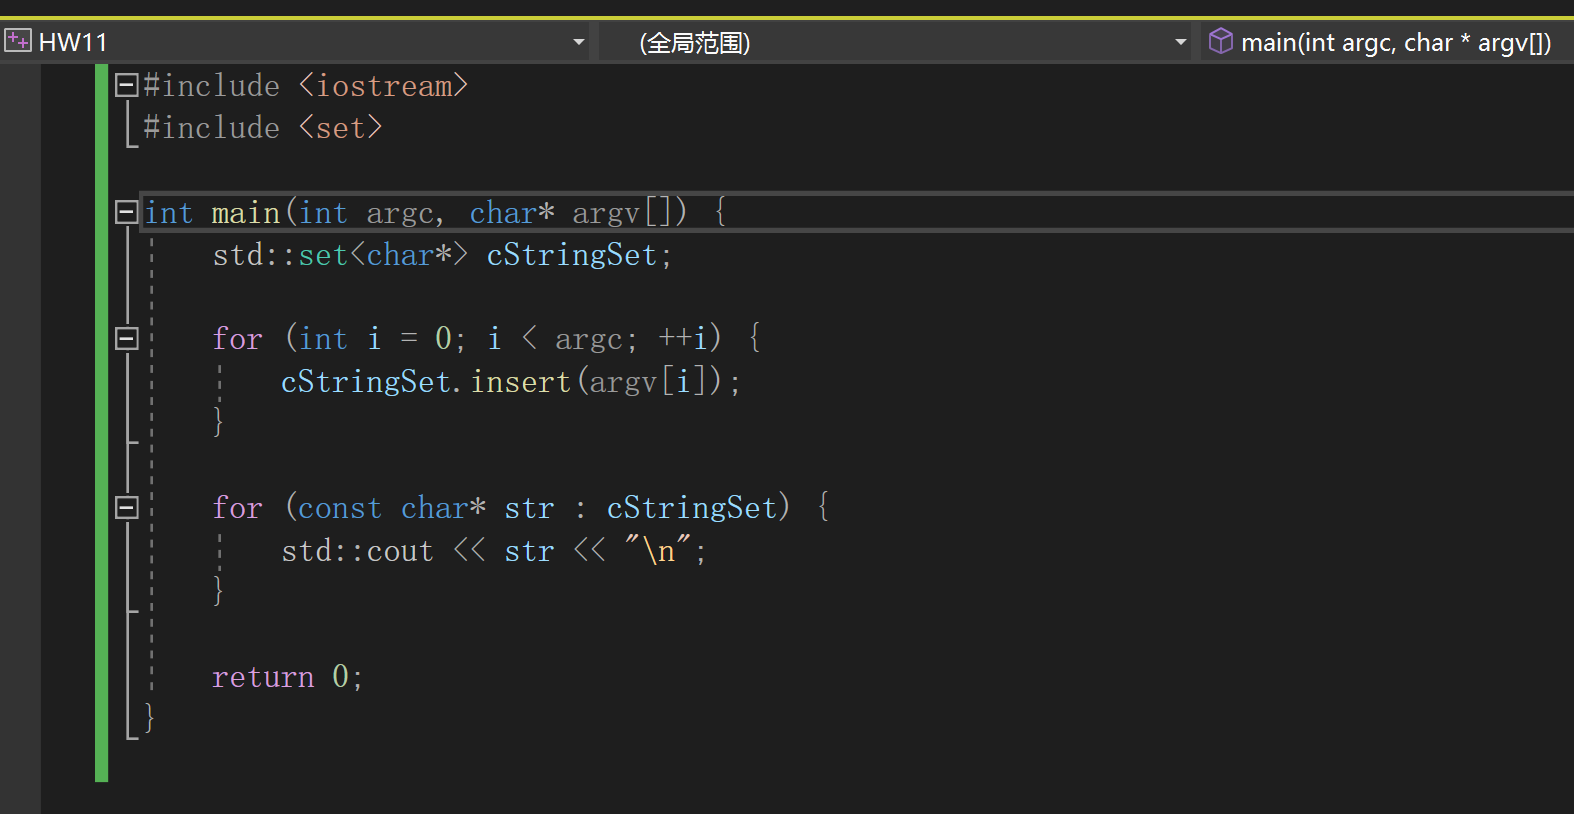 HW11 (全局范围) main(int argc, char * argv[])
#include <iostream>
#include <set>
int main(int argc, char* argv[]) {
    std::set<char*> cStringSet;
    for (int i = 0; i < argc; ++i) {
        cStringSet.insert(argv[i]);
    }
    for (const char* str : cStringSet) {
        std::cout << str << "\n";
    }
    return 0;
}